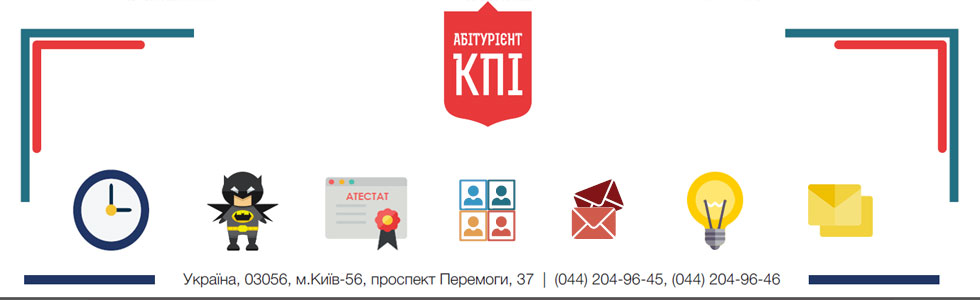 АБІТУРІЄНТ
КПІ
АТЕСТАТ
Україна, 03056, м.Київ-56, проспект Перемоги, 37 | (044) 204-96-45, (044) 204-96-46